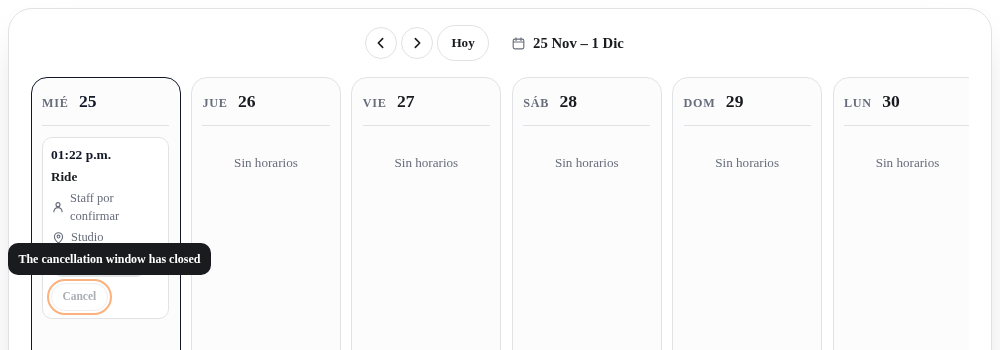 Hoy
25 Nov – 1 Dic
MIÉ 25
JUE 26
VIE 27
SÁB 28
DOM 29
LUN 30
01:22 p.m.
Ride
Staff por
confirmar
Studio
The cancellation window has closed
Cancel
Sin horarios
Sin horarios
Sin horarios
Sin horarios
Sin horarios